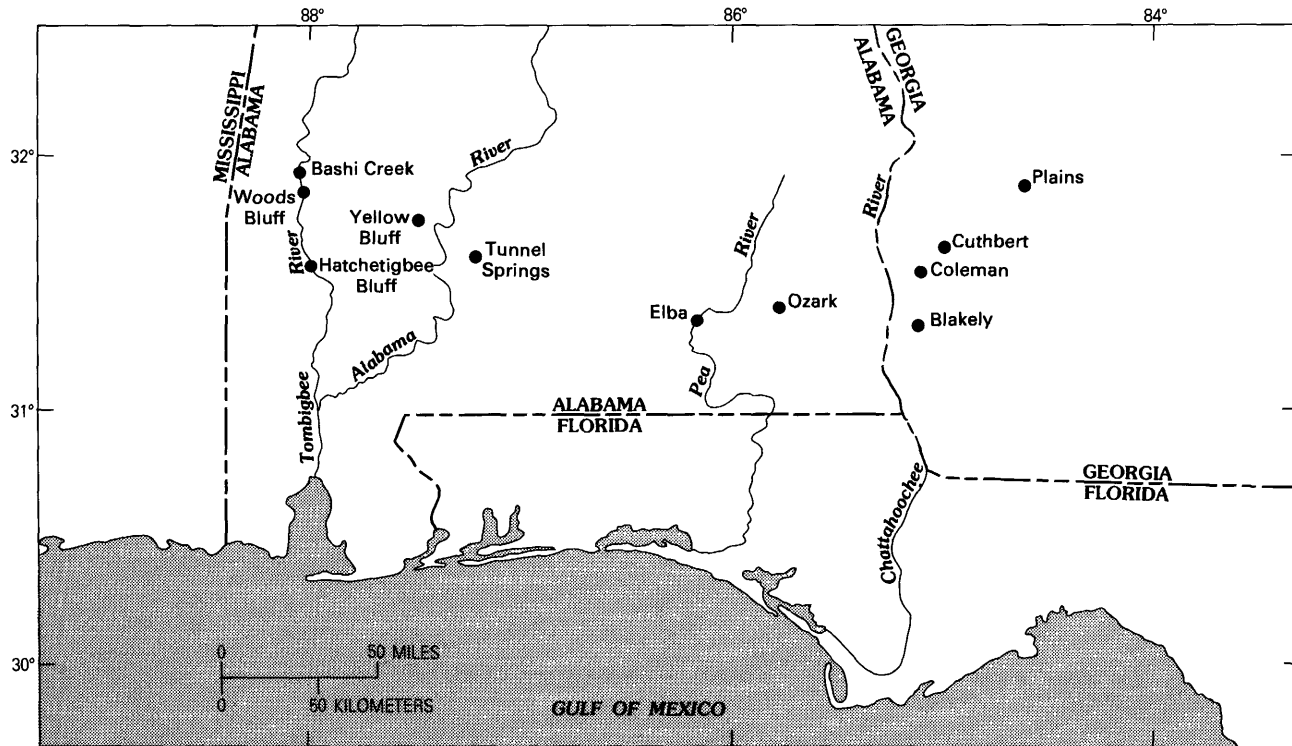 88°
86°
84°
MISSISSIPPI
ALABAMA
GEORGIA
ALABAMA
32°
Bashi Creek
Woods
Bluff
River
Yellow
Bluff
River
Hatchetigbee
Bluff
Tunnel
Springs
River
River
Plains
Cuthbert
Coleman
Elba
Ozark
Blakely
Alabama
Pea
31°
ALABAMA
FLORIDA
Tombigbee
GEORGIA
FLORIDA
Chattahoochee
30°
0 50 MILES
0 50 KILOMETERS
GULF OF MEXICO